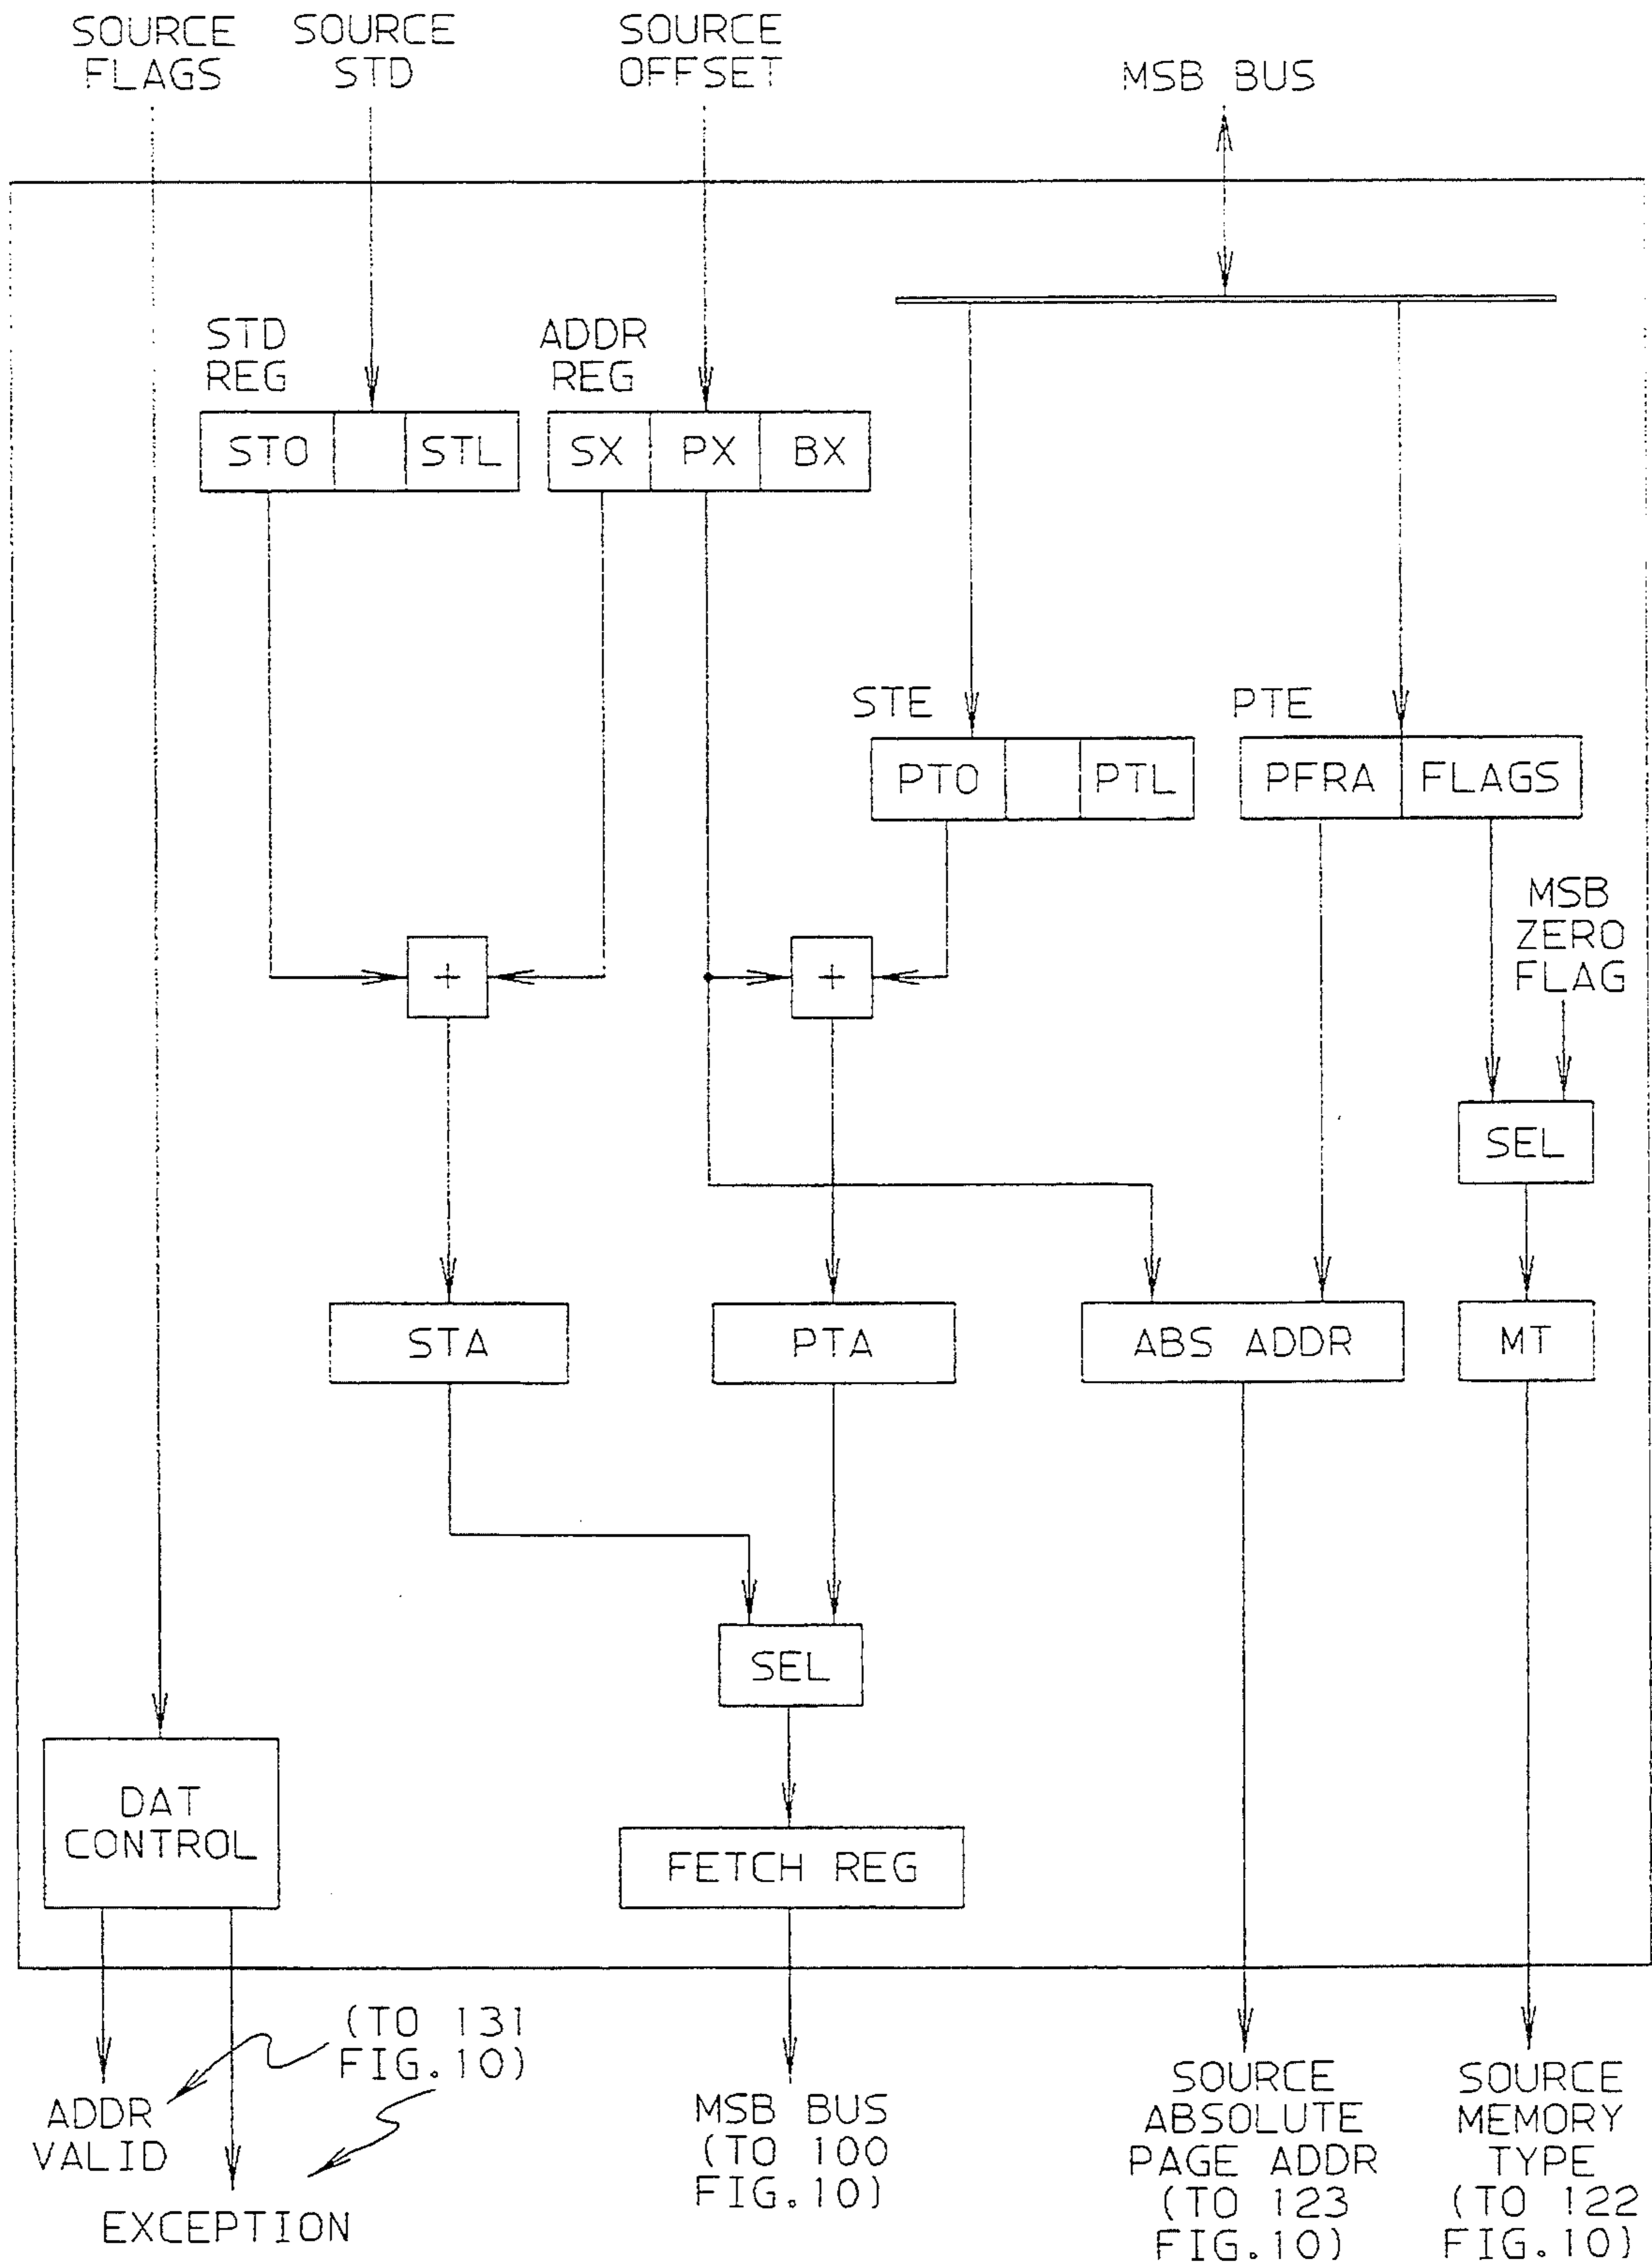 SOURCE
FLAGS
SOURCE
STD
SOURCE
OFFSET
MSB BUS
STD
REG
ADDR
REG
STO
STL
SX
PX
BX
STE
PTE
PTO
PTL
PFRA
FLAGS
MSB
ZERO
FLAG
+
+
SEL
STA
PTA
ABS ADDR
MT
SEL
DAT
CONTROL
FETCH REG
(TO 131
FIG.10)
ADDR
VALID
EXCEPTION
MSB BUS
(TO 100
FIG.10)
SOURCE
ABSOLUTE
PAGE ADDR
(TO 123
FIG.10)
SOURCE
MEMORY
TYPE
(TO 122
FIG.10)